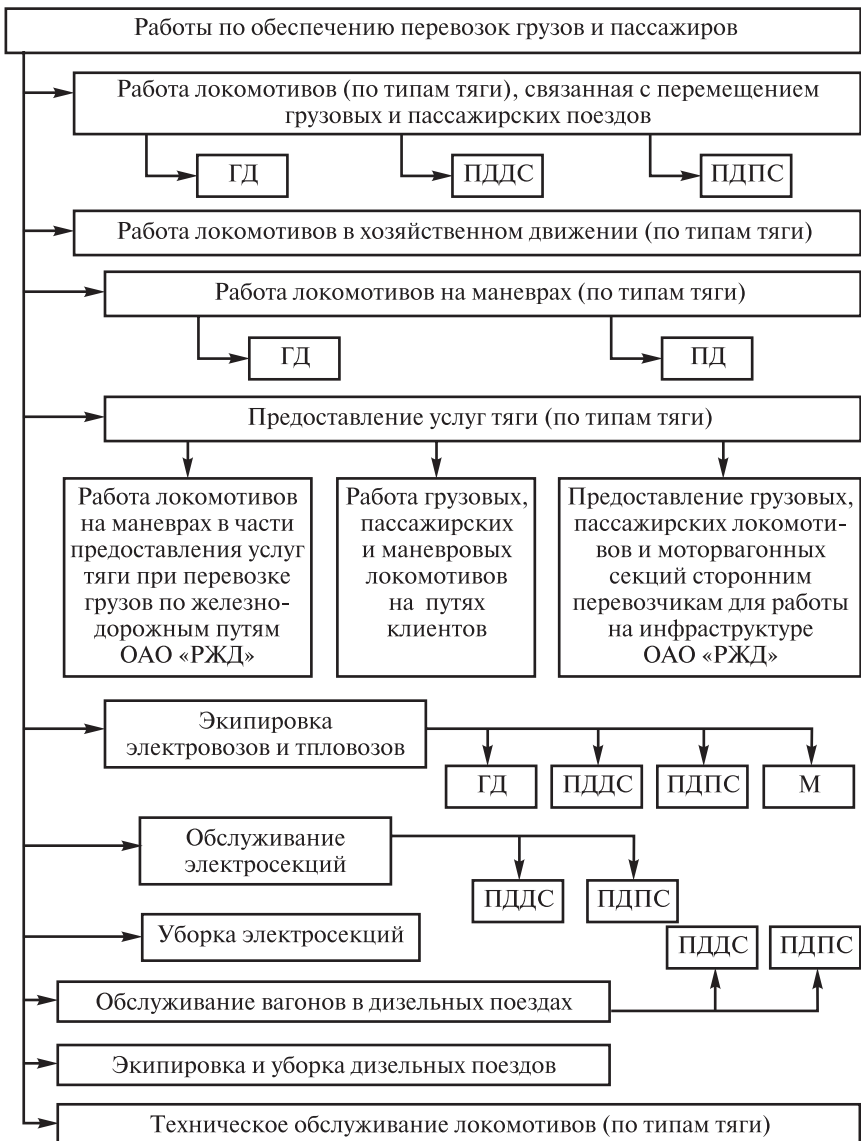 Работы по обеспечению перевозок грузов и пассажиров
Работа локомотивов (по типам тяги), связанная с перемещением
грузовых и пассажирских поездов
ГД
ПДДС
ПДПС
Работа локомотивов в хозяйственном движении (по типам тяги)
Работа локомотивов на маневрах (по типам тяги)
ГД
ПД
Предоставление услуг тяги (по типам тяги)
Работа локомотивов
на маневрах в части
предоставления услуг
тяги при перевозке
грузов по железно-
дорожным путям
ОАО «РЖД»
Работа грузовых,
пассажирских
и маневровых
локомотивов
на путях
клиентов
Предоставление грузовых,
пассажирских локомоти-
вов и моторвагонных
секций сторонним
перевозчикам для работы
на инфраструктуре
ОАО «РЖД»
Экипировка
электровозов и тпловозов
ГД
ПДДС
ПДПС
М
Обслуживание
электросекций
ПДДС
ПДПС
Уборка электросекций
ПДДС
ПДПС
Обслуживание вагонов в дизельных поездах
Экипировка и уборка дизельных поездов
Техническое обслуживание локомотивов (по типам тяги)